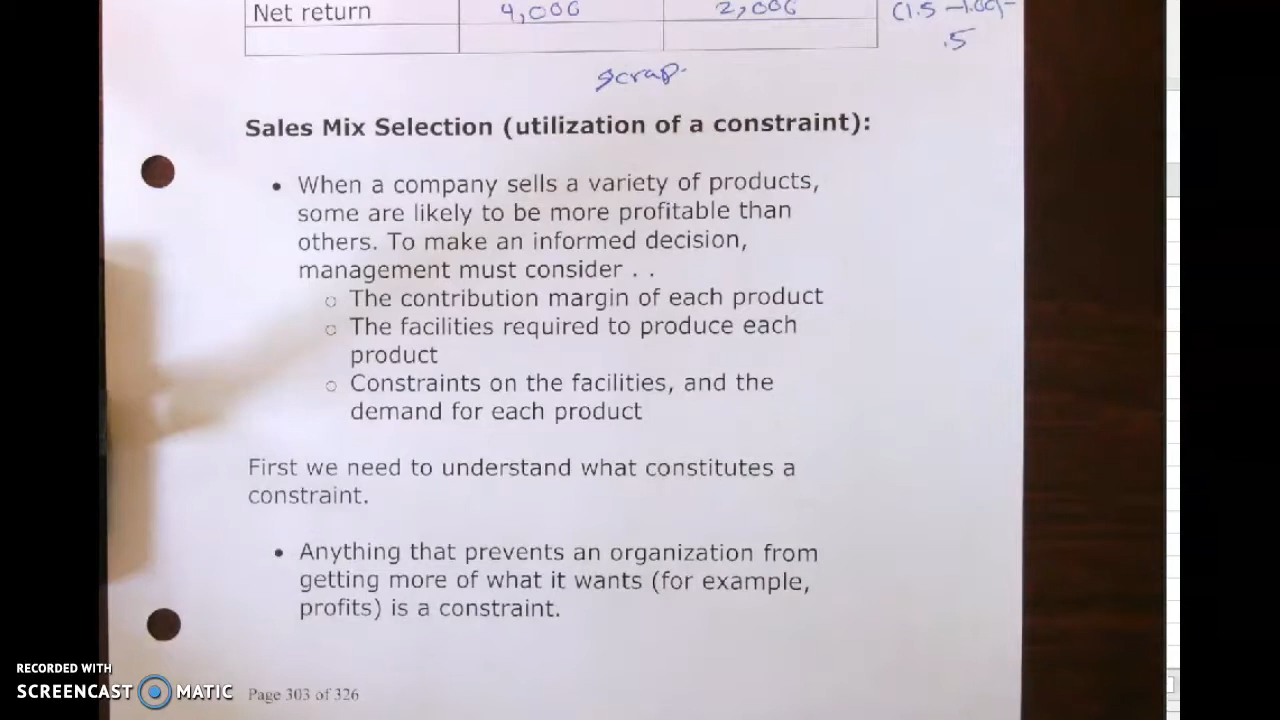 Net return 4,000 2,000 (1.5 -1.00)-
.5
scrap.
Sales Mix Selection (utilization of a constraint):
• When a company sells a variety of products,
some are likely to be more profitable than
others. To make an informed decision,
management must consider . .
○ The contribution margin of each product
○ The facilities required to produce each
product
○ Constraints on the facilities, and the
demand for each product
First we need to understand what constitutes a
constraint.
• Anything that prevents an organization from
getting more of what it wants (for example,
profits) is a constraint.
RECORDED WITH
SCREENCAST MATIC
Page 303 of 326